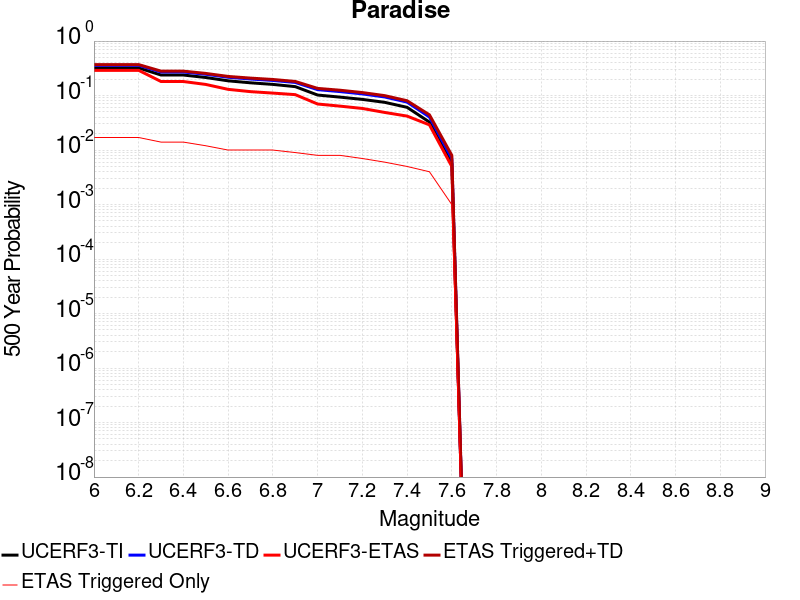 Paradise
10^0
10^-1
10^-2
10^-3
10^-4
10^-5
10^-6
10^-7
10^-8
500 Year Probability
6 6.2 6.4 6.6 6.8 7 7.2 7.4 7.6 7.8 8 8.2 8.4 8.6 8.8 9
Magnitude
UCERF3-TI UCERF3-TD UCERF3-ETAS ETAS Triggered+TD
ETAS Triggered Only